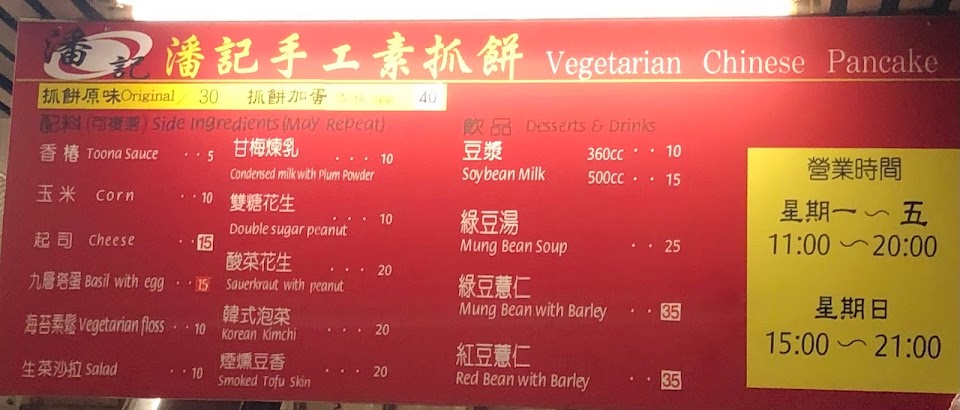 潘記 潘記手工素抓餅 Vegetarian Chinese Pancake
抓餅原味Original / 30 抓餅加蛋 40
配料(可複選) Side Ingredients(May Repeat)
香椿 Toona Sauce ‧‧ 5
玉米 Corn ‧‧ 10
起司 Cheese ‧‧ 15
九層塔蛋 Basil with egg ‧‧ 15
海苔素鬆 Vegetarian floss ‧‧ 10
生菜沙拉 Salad ‧‧ 10
甘梅煉乳 ‧‧‧ 10
Condensed milk with Plum Powder
雙糖花生 ‧‧‧ 10
Double sugar peanut
酸菜花生 ‧‧‧ 20
Sauerkraut with peanut
韓式泡菜 ‧‧‧ 20
Korean Kimchi
煙燻豆香 ‧‧‧ 20
Smoked Tofu Skin
飲品 Desserts & Drinks
豆漿 360cc ‧‧ 10
Soybean Milk 500cc ‧‧ 15
綠豆湯
Mung Bean Soup ‧‧ 25
綠豆薏仁
Mung Bean with Barley ‧‧ 35
紅豆薏仁
Red Bean with Barley ‧‧ 35
營業時間
星期一～五
11:00～20:00
星期日
15:00～21:00